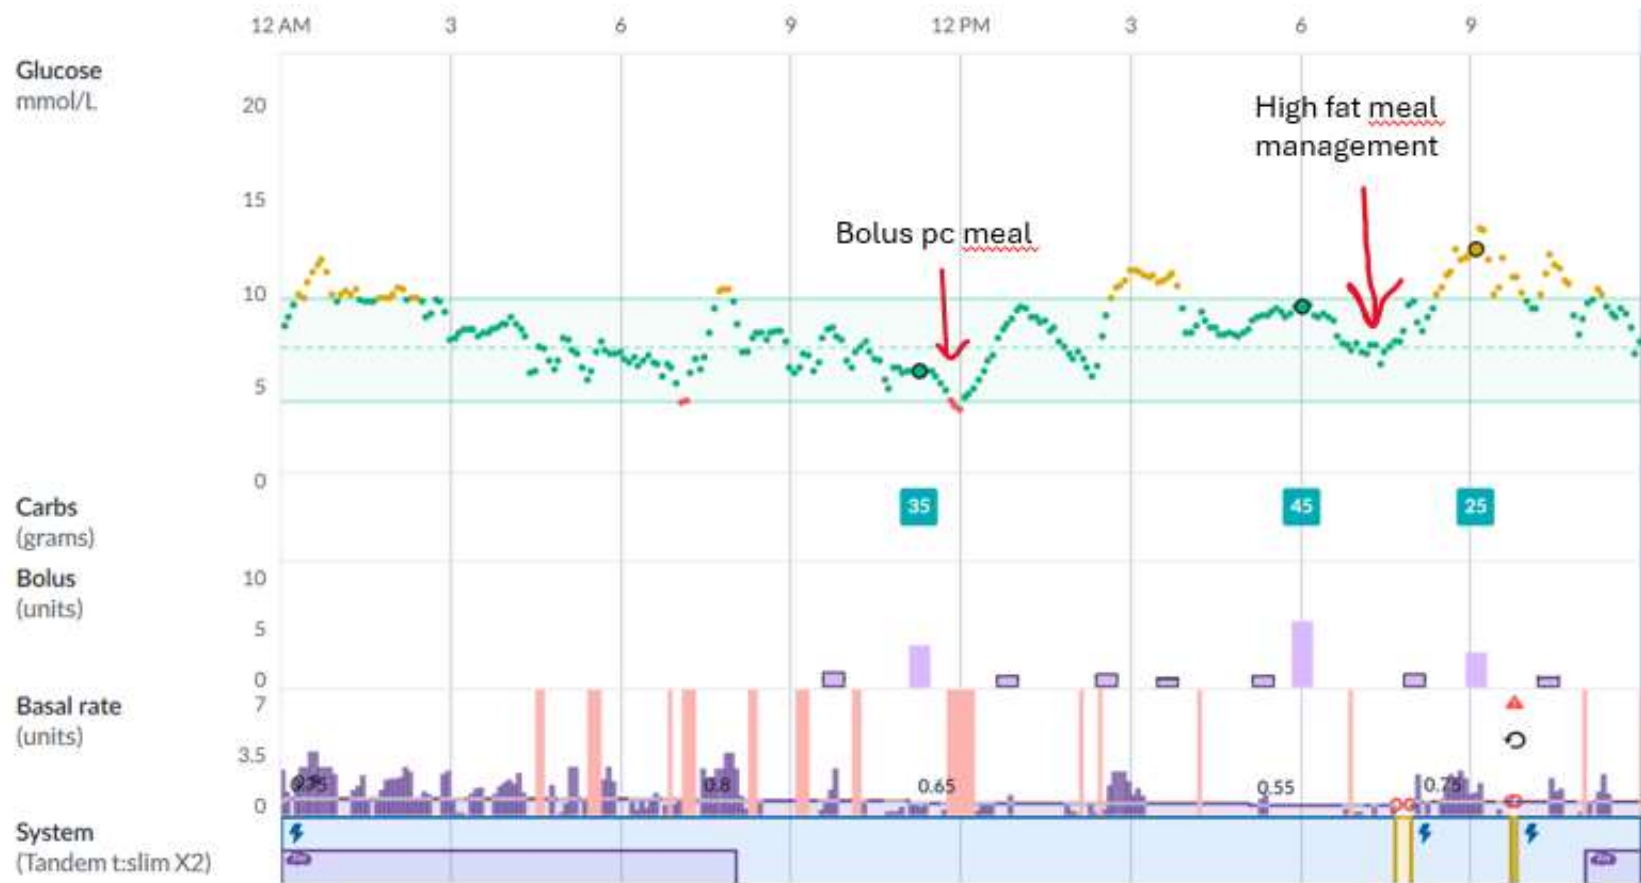 12 AM 3 6 9 12 PM 3 6 9
Glucose
mmol/L
20
15
10
5
0
High fat meal
management
Bolus pc meal
Carbs
(grams)
35 45 25
Bolus
(units)
10
5
0
Basal rate
(units)
7
3.5
0
0.8 0.65 0.55 0.75
System
(Tandem t:slim X2)